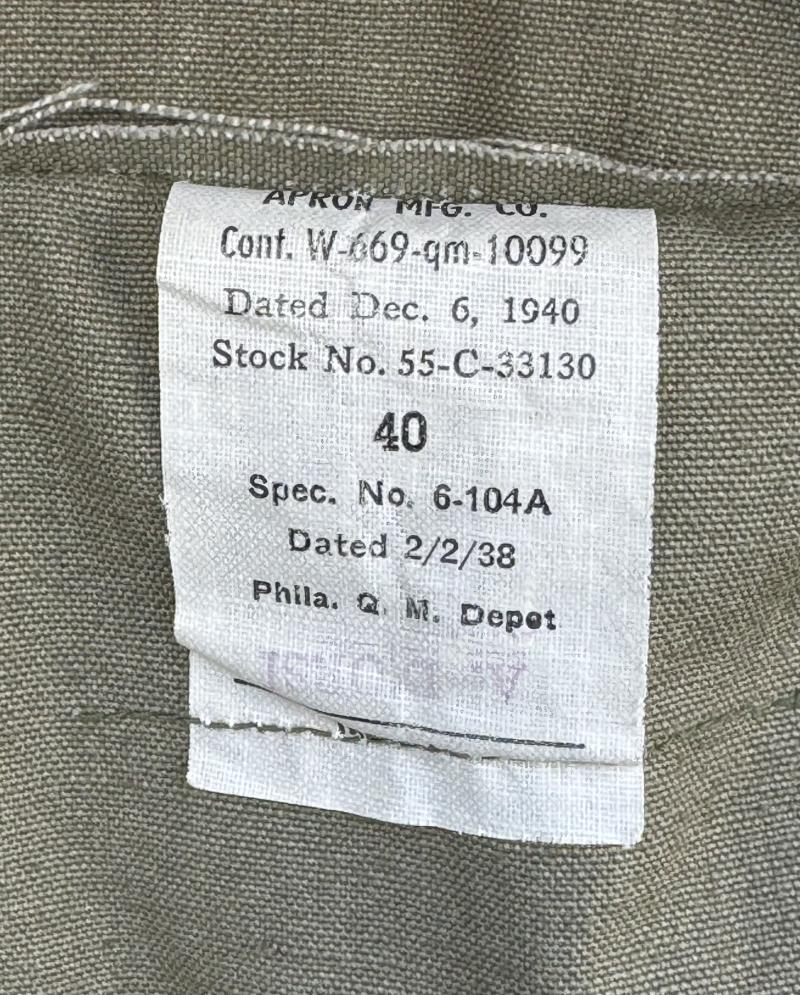 APRON MFG. CO.
Cont. W-669-qm-10099
Dated Dec. 6, 1940
Stock No. 55-C-33130
40
Spec. No. 6-104A
Dated 2/2/38
Phila. Q. M. Depot